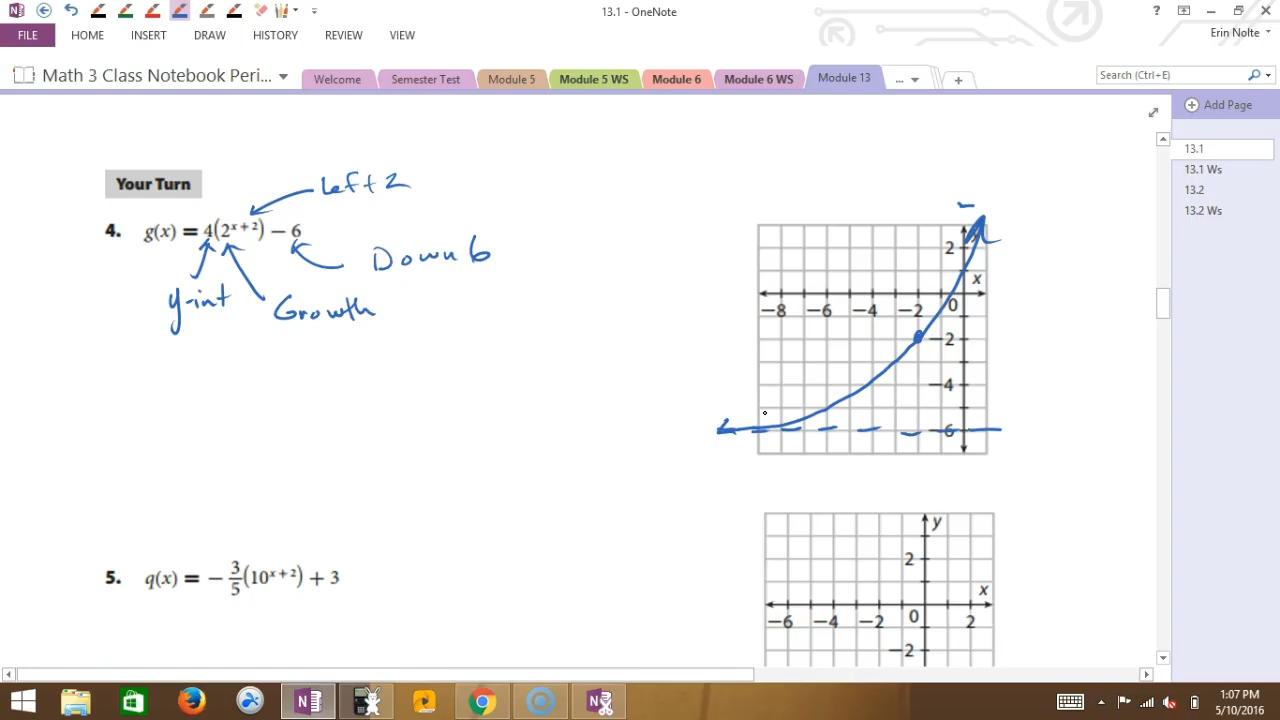 13.1 - OneNote
FILE HOME INSERT DRAW HISTORY REVIEW VIEW
Erin Nolte
Math 3 Class Notebook Peri...
Welcome Semester Test Module 5 Module 5 WS Module 6 Module 6 WS Module 13 ...
Search (Ctrl+E)
Add Page
13.1
13.1 Ws
13.2
13.2 Ws
Your Turn
Left 2
4. g(x) = 4(2^{x + 2}) − 6
Down 6
y-int
Growth
2
x
−8 −6 −4 −2 0
−2
−4
−6
5. q(x) = −3/5(10^{x + 2}) + 3
y
2
x
−6 −4 −2 0 2
−2
1:07 PM
5/10/2016